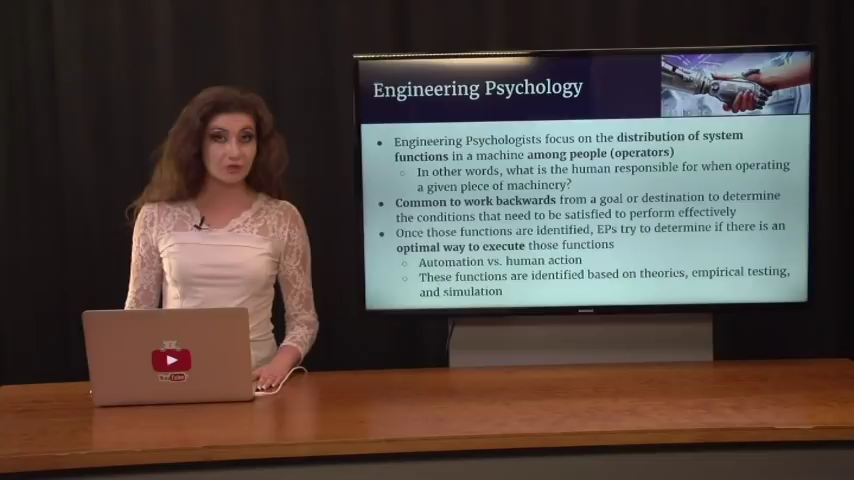 Engineering Psychology
● Engineering Psychologists focus on the distribution of system
functions in a machine among people (operators)
○ In other words, what is the human responsible for when operating
a given piece of machinery?
● Common to work backwards from a goal or destination to determine
the conditions that need to be satisfied to perform effectively
● Once those functions are identified, EPs try to determine if there is an
optimal way to execute those functions
○ Automation vs. human action
○ These functions are identified based on theories, empirical testing,
and simulation